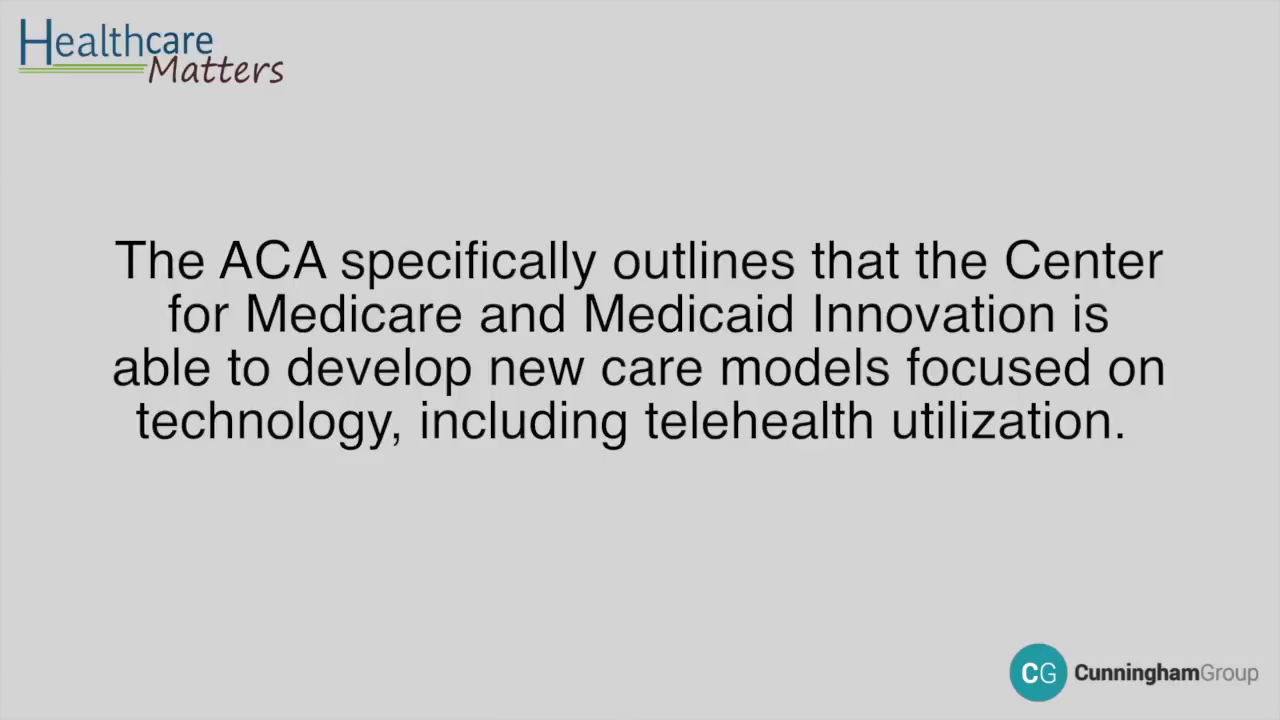 Healthcare
Matters
The ACA specifically outlines that the Center
for Medicare and Medicaid Innovation is
able to develop new care models focused on
technology, including telehealth utilization.
CG CunninghamGroup